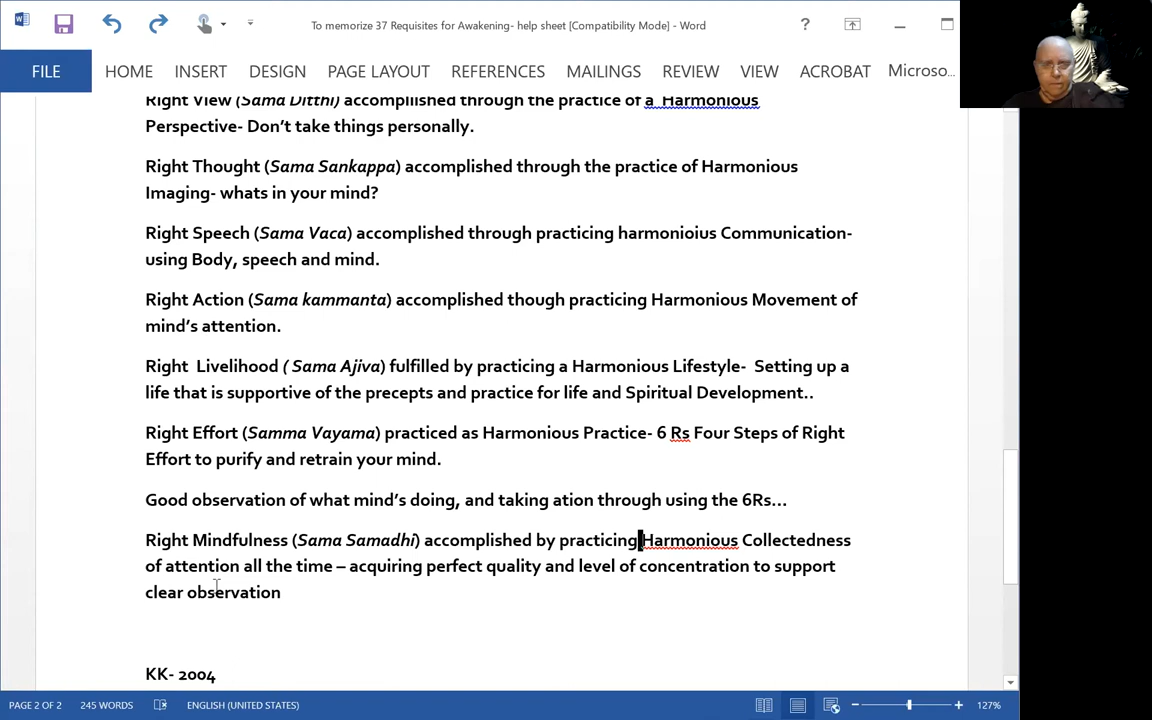 To memorize 37 Requisites for Awakening- help sheet [Compatibility Mode] - Word
?
FILE HOME INSERT DESIGN PAGE LAYOUT REFERENCES MAILINGS REVIEW VIEW ACROBAT Microso...
Right View (Sama Ditthi) accomplished through the practice of a Harmonious
Perspective- Don't take things personally.
Right Thought (Sama Sankappa) accomplished through the practice of Harmonious
Imaging- whats in your mind?
Right Speech (Sama Vaca) accomplished through practicing harmonioius Communication-
using Body, speech and mind.
Right Action (Sama kammanta) accomplished though practicing Harmonious Movement of
mind's attention.
Right Livelihood ( Sama Ajiva) fulfilled by practicing a Harmonious Lifestyle- Setting up a
life that is supportive of the precepts and practice for life and Spiritual Development..
Right Effort (Samma Vayama) practiced as Harmonious Practice- 6 Rs Four Steps of Right
Effort to purify and retrain your mind.
Good observation of what mind's doing, and taking ation through using the 6Rs...
Right Mindfulness (Sama Samadhi) accomplished by practicing Harmonious Collectedness
of attention all the time – acquiring perfect quality and level of concentration to support
clear observation
KK- 2004
PAGE 2 OF 2 245 WORDS ENGLISH (UNITED STATES) 127%